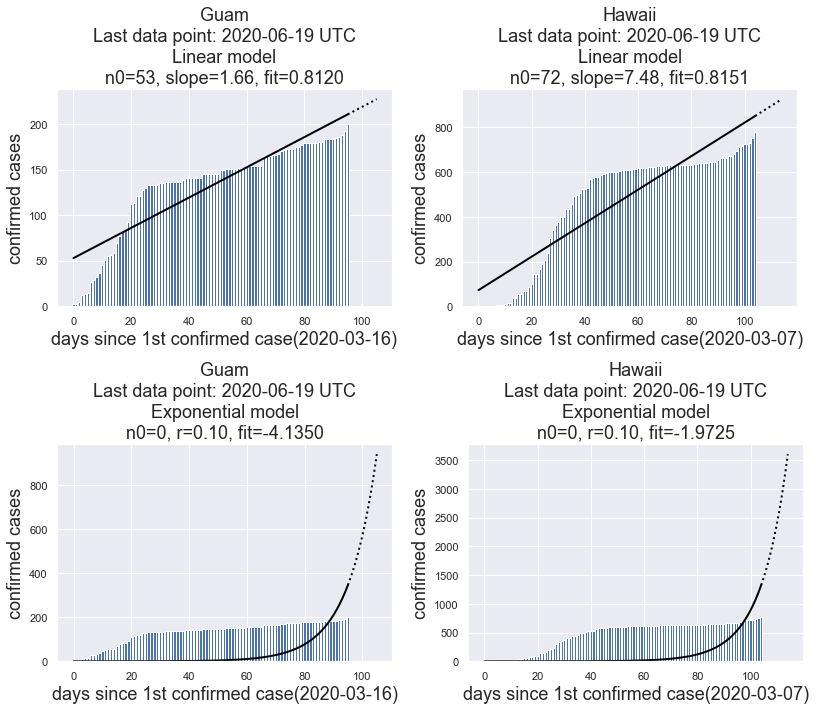 Guam
Last data point: 2020-06-19 UTC
Linear model
n0=53, slope=1.66, fit=0.8120
confirmed cases
200
150
100
50
0
0 20 40 60 80 100
days since 1st confirmed case(2020-03-16)
Hawaii
Last data point: 2020-06-19 UTC
Linear model
n0=72, slope=7.48, fit=0.8151
confirmed cases
800
600
400
200
0
0 20 40 60 80 100
days since 1st confirmed case(2020-03-07)
Guam
Last data point: 2020-06-19 UTC
Exponential model
n0=0, r=0.10, fit=-4.1350
confirmed cases
800
600
400
200
0
0 20 40 60 80 100
days since 1st confirmed case(2020-03-16)
Hawaii
Last data point: 2020-06-19 UTC
Exponential model
n0=0, r=0.10, fit=-1.9725
confirmed cases
3500
3000
2500
2000
1500
1000
500
0
0 20 40 60 80 100
days since 1st confirmed case(2020-03-07)